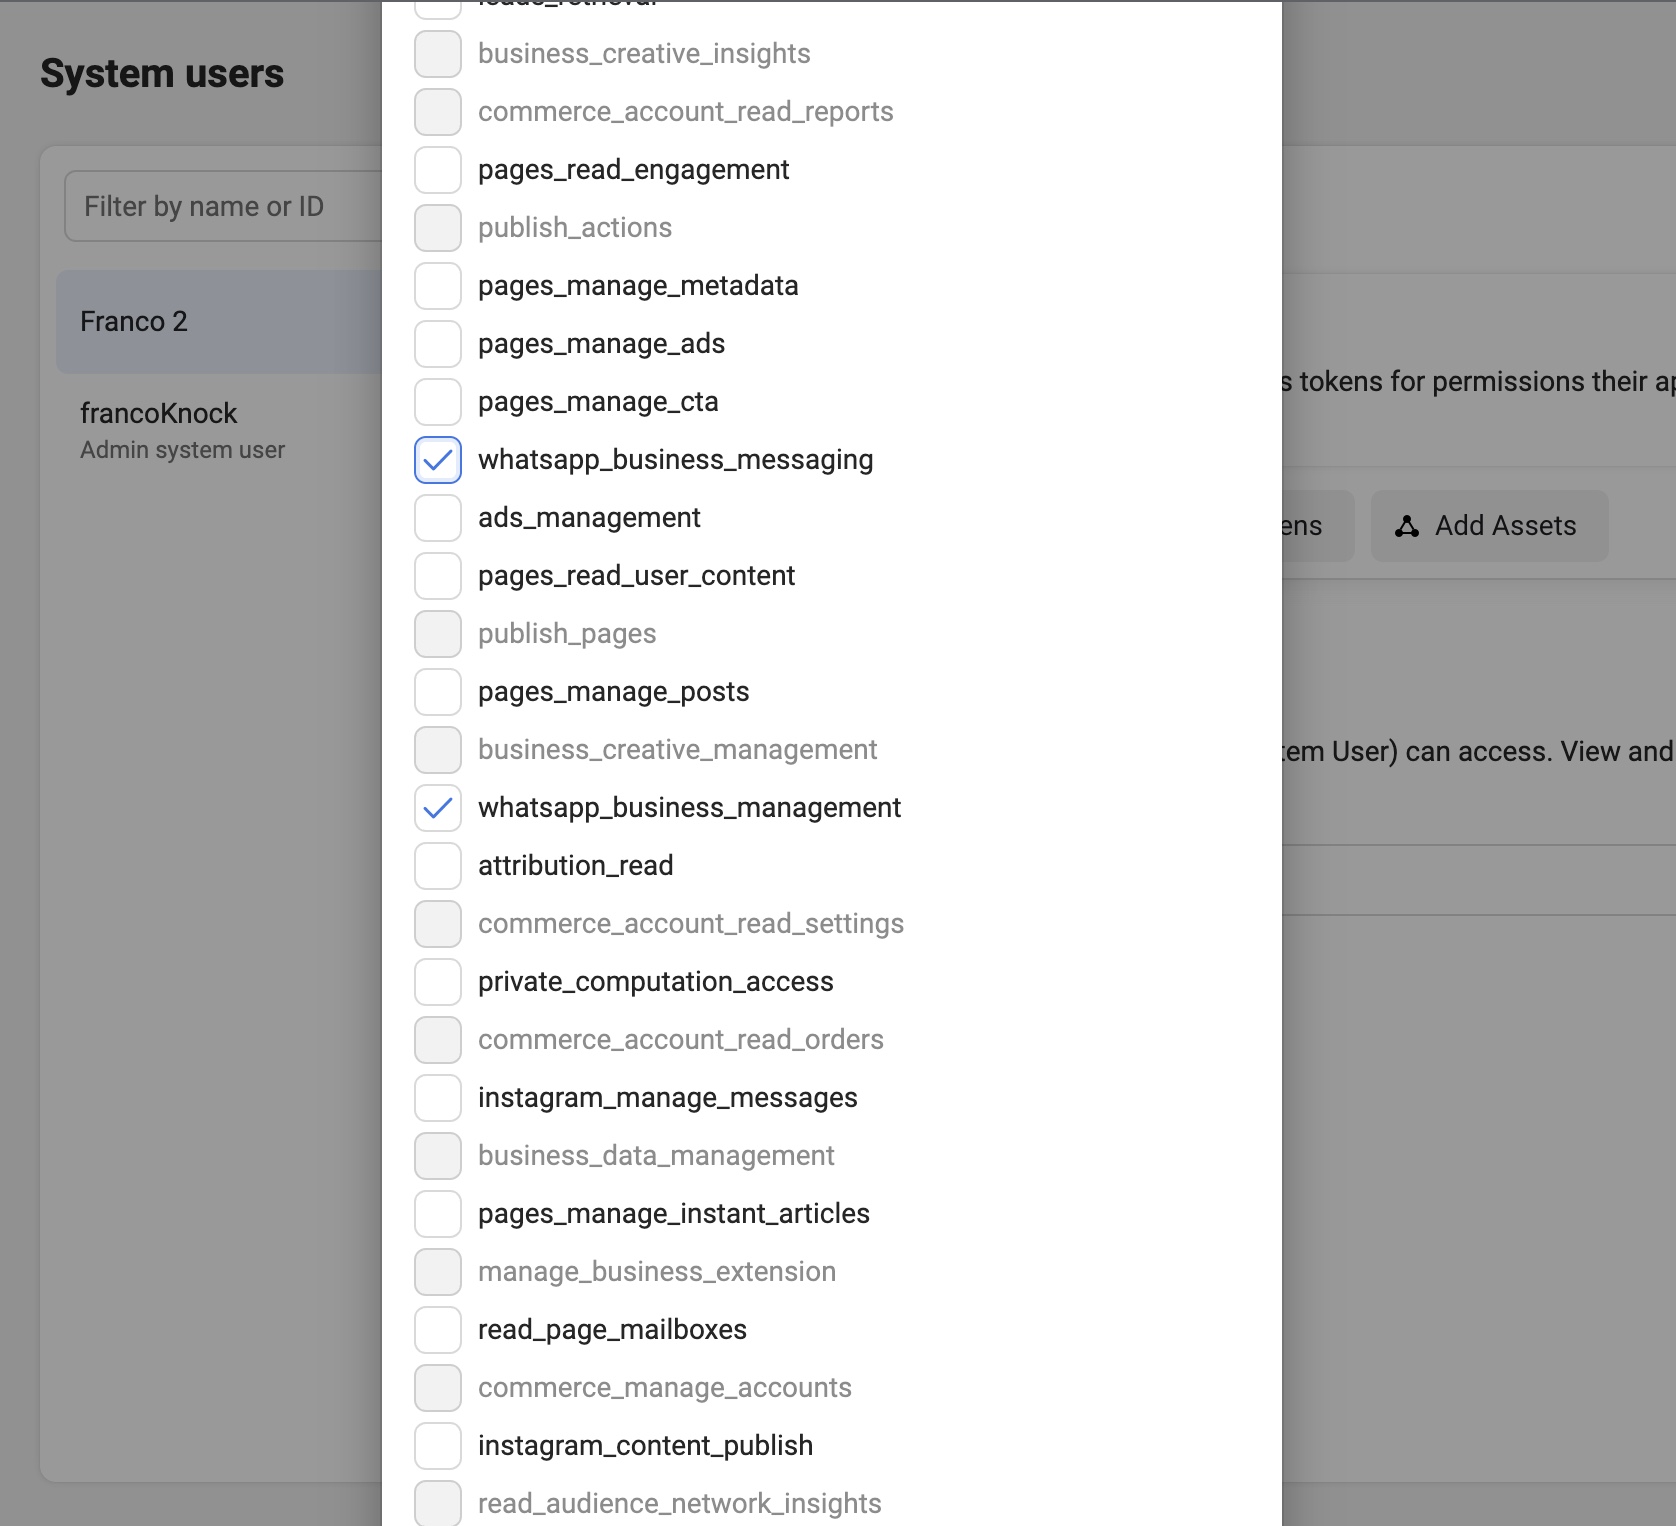 leads_retrieval
System users
Filter by name or ID
Franco 2
francoKnock
Admin system user
business_creative_insights
commerce_account_read_reports
pages_read_engagement
publish_actions
pages_manage_metadata
pages_manage_ads
pages_manage_cta
whatsapp_business_messaging
ads_management
pages_read_user_content
publish_pages
pages_manage_posts
business_creative_management
whatsapp_business_management
attribution_read
commerce_account_read_settings
private_computation_access
commerce_account_read_orders
instagram_manage_messages
business_data_management
pages_manage_instant_articles
manage_business_extension
read_page_mailboxes
commerce_manage_accounts
instagram_content_publish
read_audience_network_insights
s tokens for permissions their ap
ens
Add Assets
tem User) can access. View and